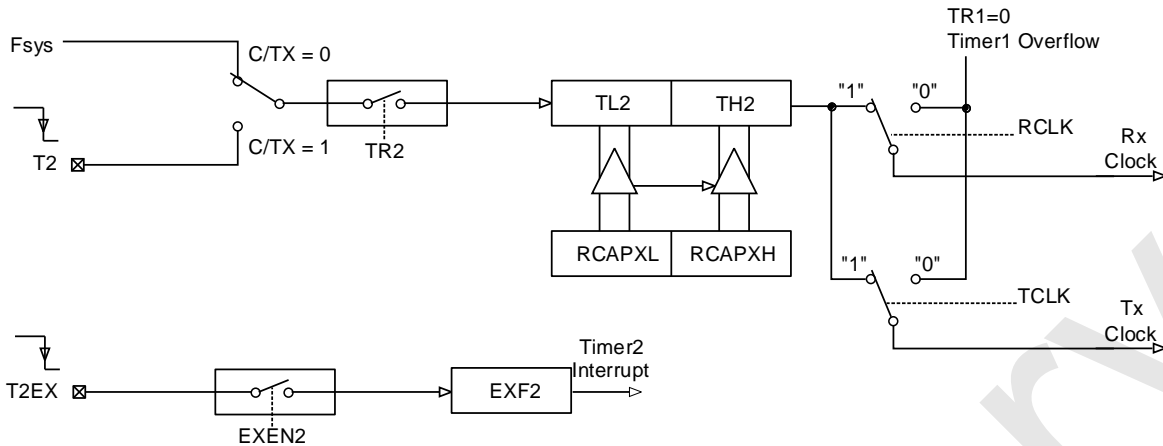 TR1=0
Timer1 Overflow
Fsys
C/TX = 0
"1"
"0"
TL2
TH2
RCLK
Rx
Clock
T2
C/TX = 1
TR2
RCAPXL
RCAPXH
"1"
"0"
TCLK
Tx
Clock
Timer2
Interrupt
T2EX
EXF2
EXEN2